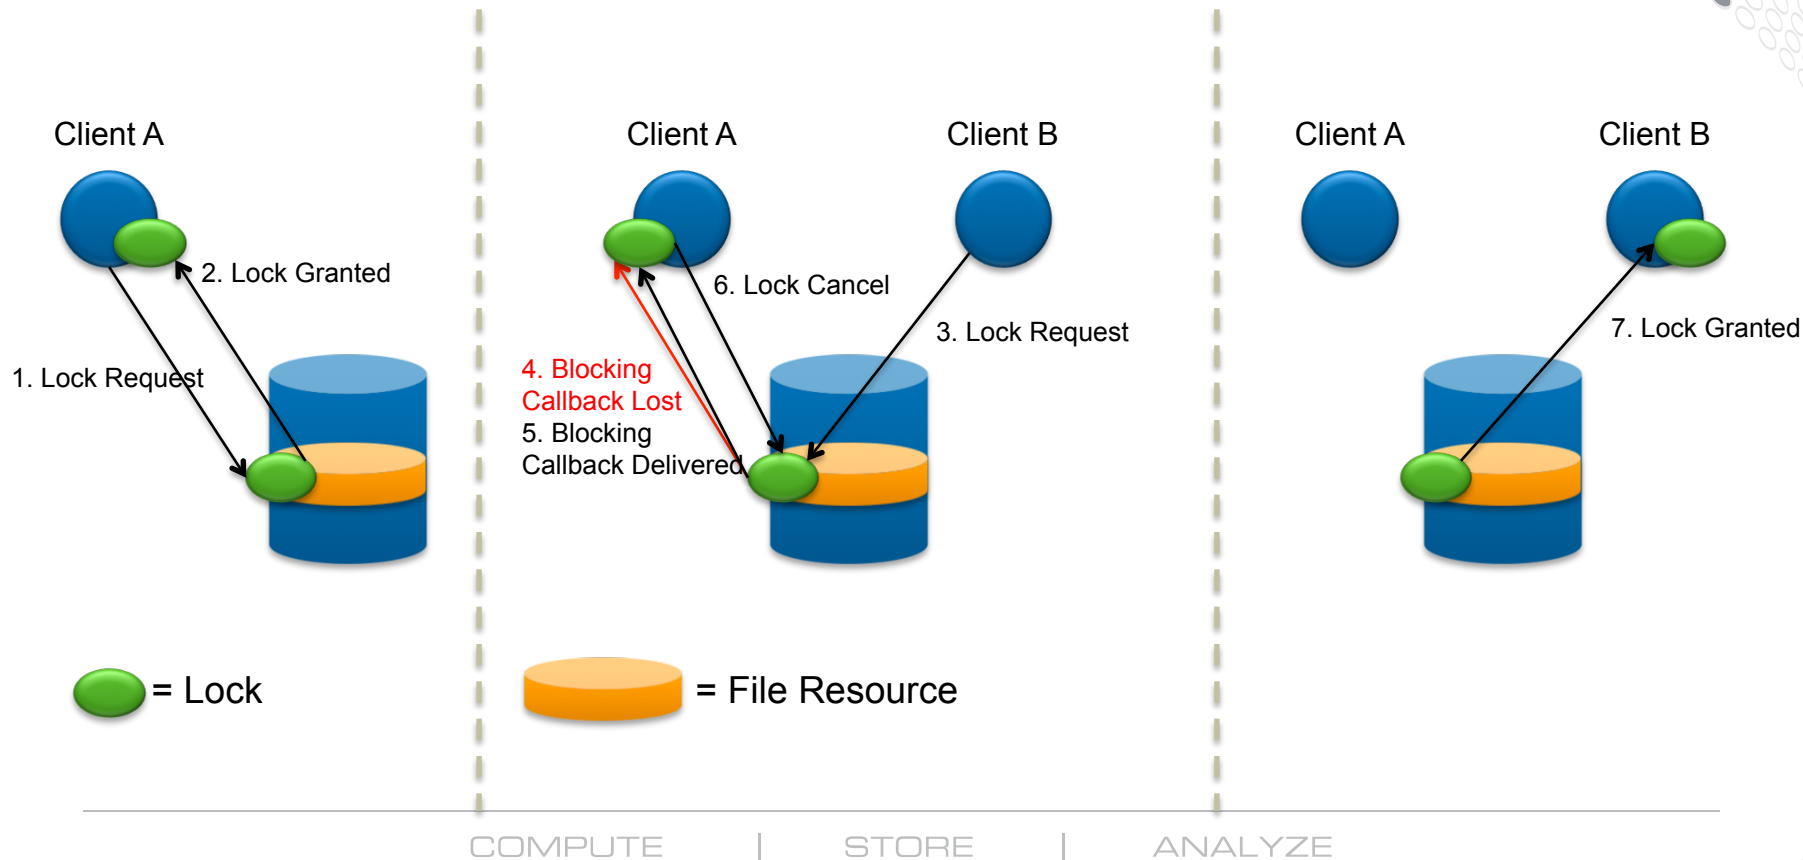 Client A
2. Lock Granted
1. Lock Request
Client A
Client B
6. Lock Cancel
3. Lock Request
4. Blocking
Callback Lost
5. Blocking
Callback Delivered
Client A
Client B
7. Lock Granted
= Lock
= File Resource
COMPUTE | STORE | ANALYZE